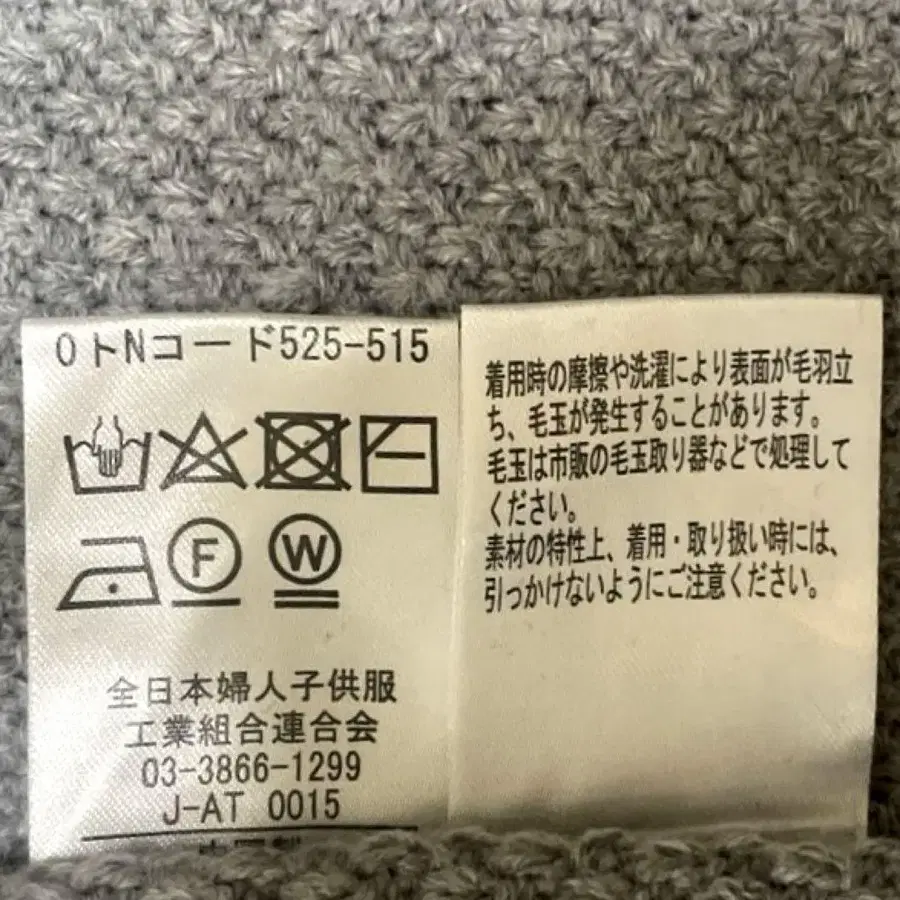 0トNコード525-515
F
W
全日本婦人子供服
工業組合連合会
03-3866-1299
J-AT 0015
着用時の摩擦や洗濯により表面が毛羽立
ち、毛玉が発生することがあります。
毛玉は市販の毛玉取り器などで処理して
ください。
素材の特性上、着用・取り扱い時には、
引っかけないようにご注意ください。